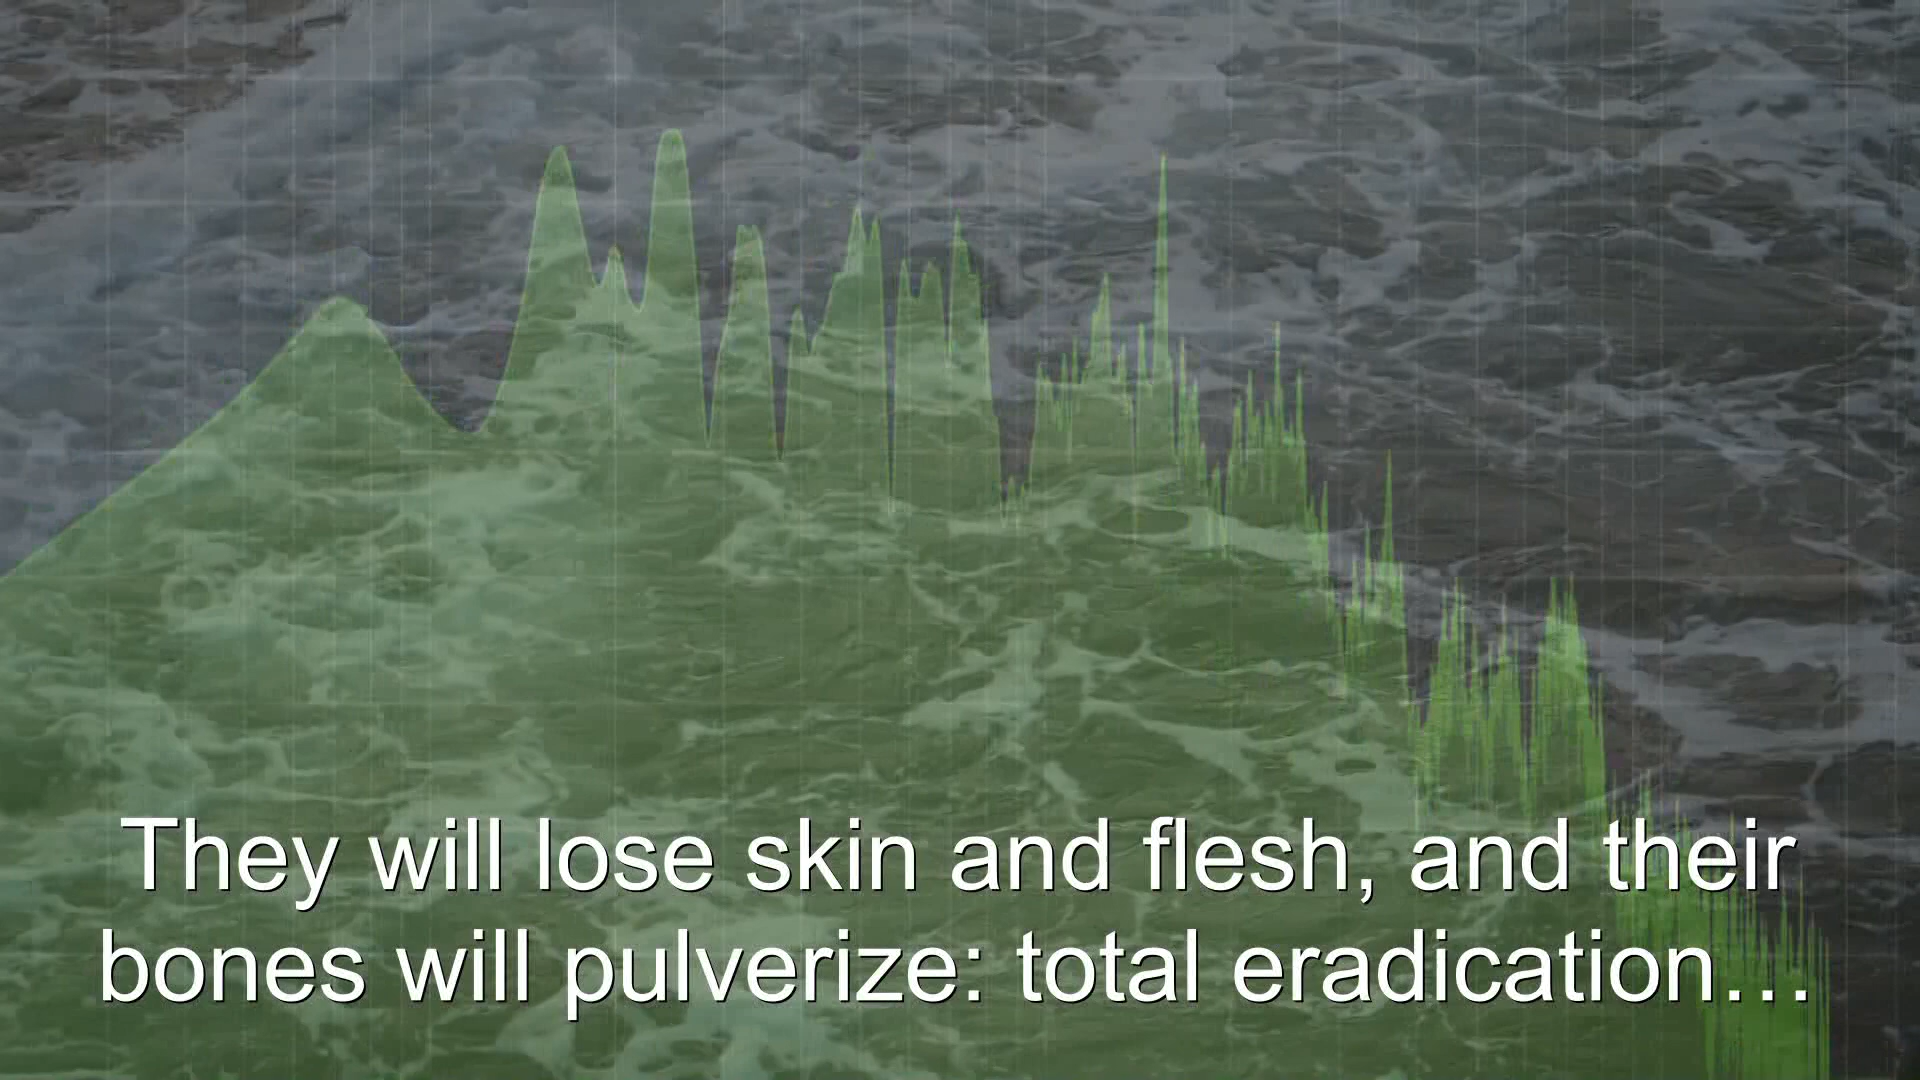 They will lose skin and flesh, and their
bones will pulverize: total eradication…